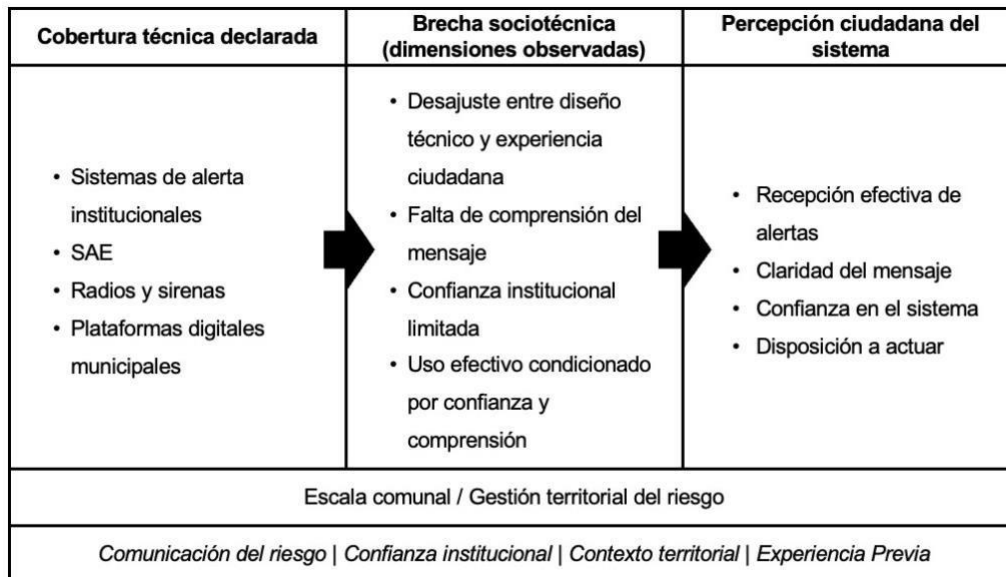 Cobertura técnica declarada
Brecha sociotécnica
(dimensiones observadas)
Percepción ciudadana del
sistema
• Sistemas de alerta
institucionales
• SAE
• Radios y sirenas
• Plataformas digitales
municipales
• Desajuste entre diseño
técnico y experiencia
ciudadana
• Falta de comprensión del
mensaje
• Confianza institucional
limitada
• Uso efectivo condicionado
por confianza y
comprensión
• Recepción efectiva de
alertas
• Claridad del mensaje
• Confianza en el sistema
• Disposición a actuar
Escala comunal / Gestión territorial del riesgo
Comunicación del riesgo | Confianza institucional | Contexto territorial | Experiencia Previa